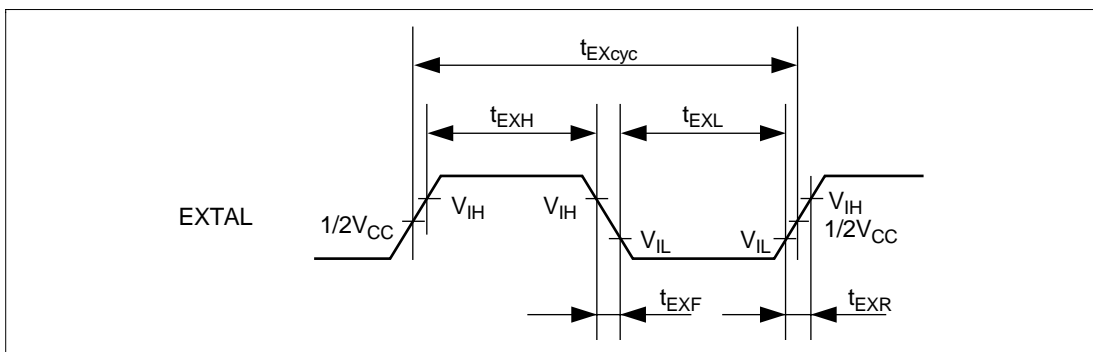 tEXcyc
tEXH tEXL
EXTAL 1/2VCC VIH VIH VIL VIL VIH
1/2VCC
tEXF tEXR